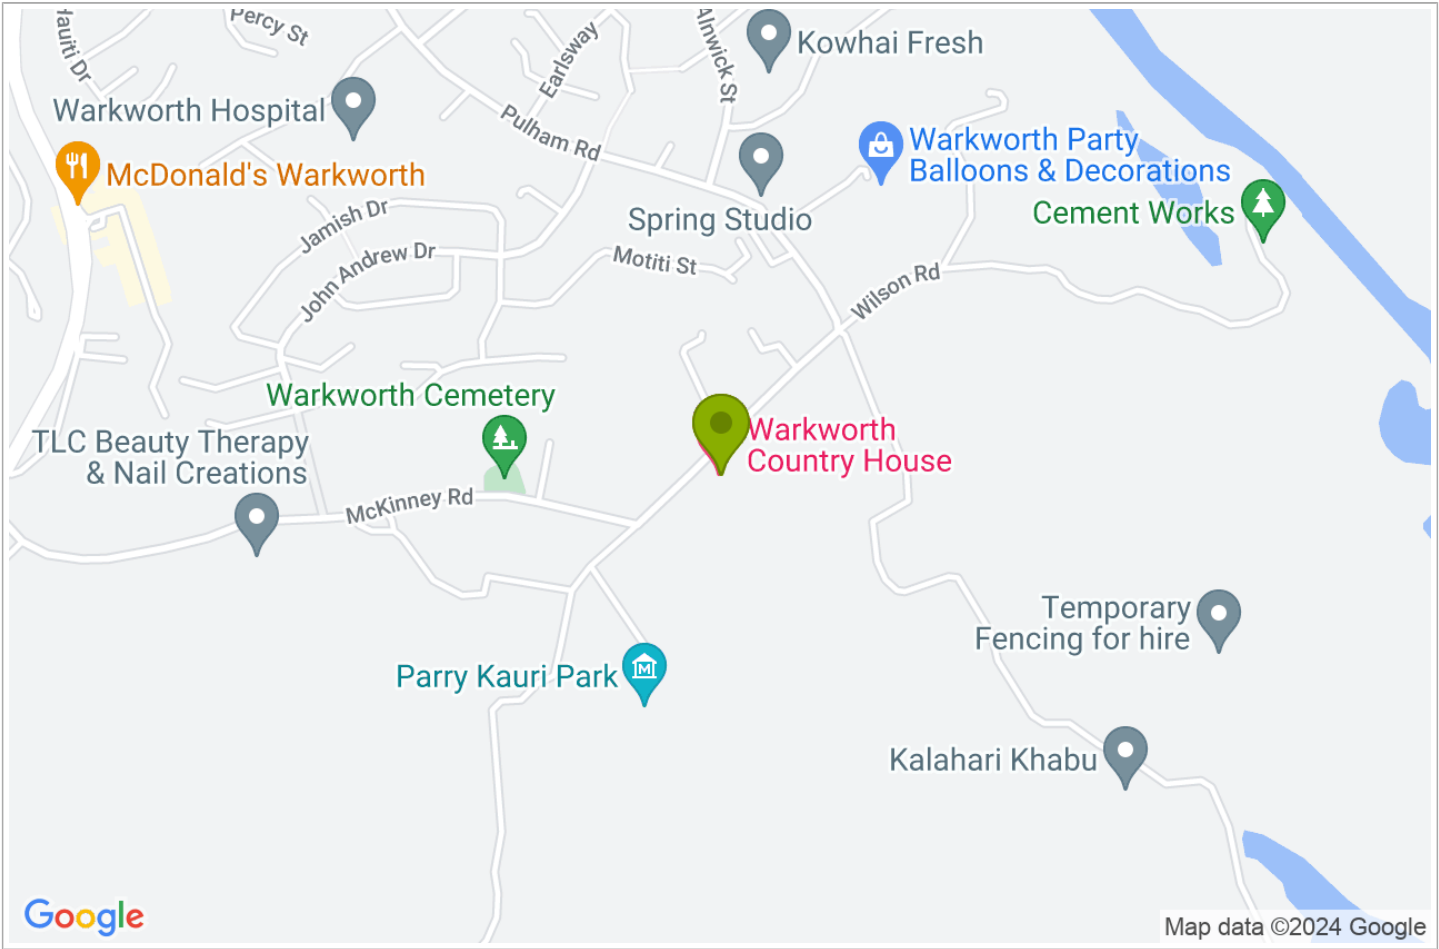 Hauiti Dr
Percy St
Earlsway
Alnwick St
Kowhai Fresh
Warkworth Hospital
Pulham Rd
McDonald's Warkworth
Warkworth Party
Balloons & Decorations
Spring Studio
Cement Works
Jamish Dr
John Andrew Dr
Motiti St
Wilson Rd
Warkworth Cemetery
TLC Beauty Therapy
& Nail Creations
Warkworth
Country House
McKinney Rd
Temporary
Fencing for hire
Parry Kauri Park
M
Kalahari Khabu
Google
Map data ©2024 Google